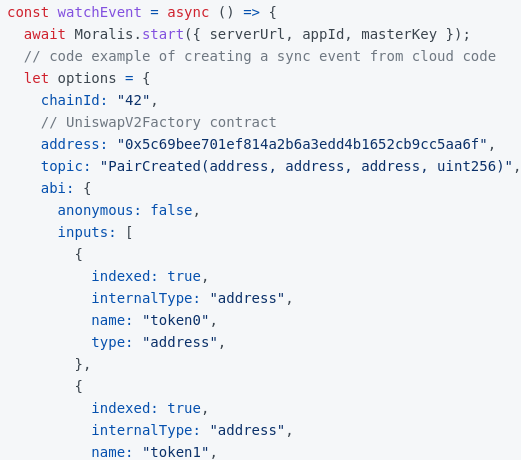 const watchEvent = async () => {
  await Moralis.start({ serverUrl, appId, masterKey });
  // code example of creating a sync event from cloud code
  let options = {
    chainId: "42",
    // UniswapV2Factory contract
    address: "0x5c69bee701ef814a2b6a3edd4b1652cb9cc5aa6f",
    topic: "PairCreated(address, address, address, uint256)",
    abi: {
      anonymous: false,
      inputs: [
        {
          indexed: true,
          internalType: "address",
          name: "token0",
          type: "address",
        },
        {
          indexed: true,
          internalType: "address",
          name: "token1",